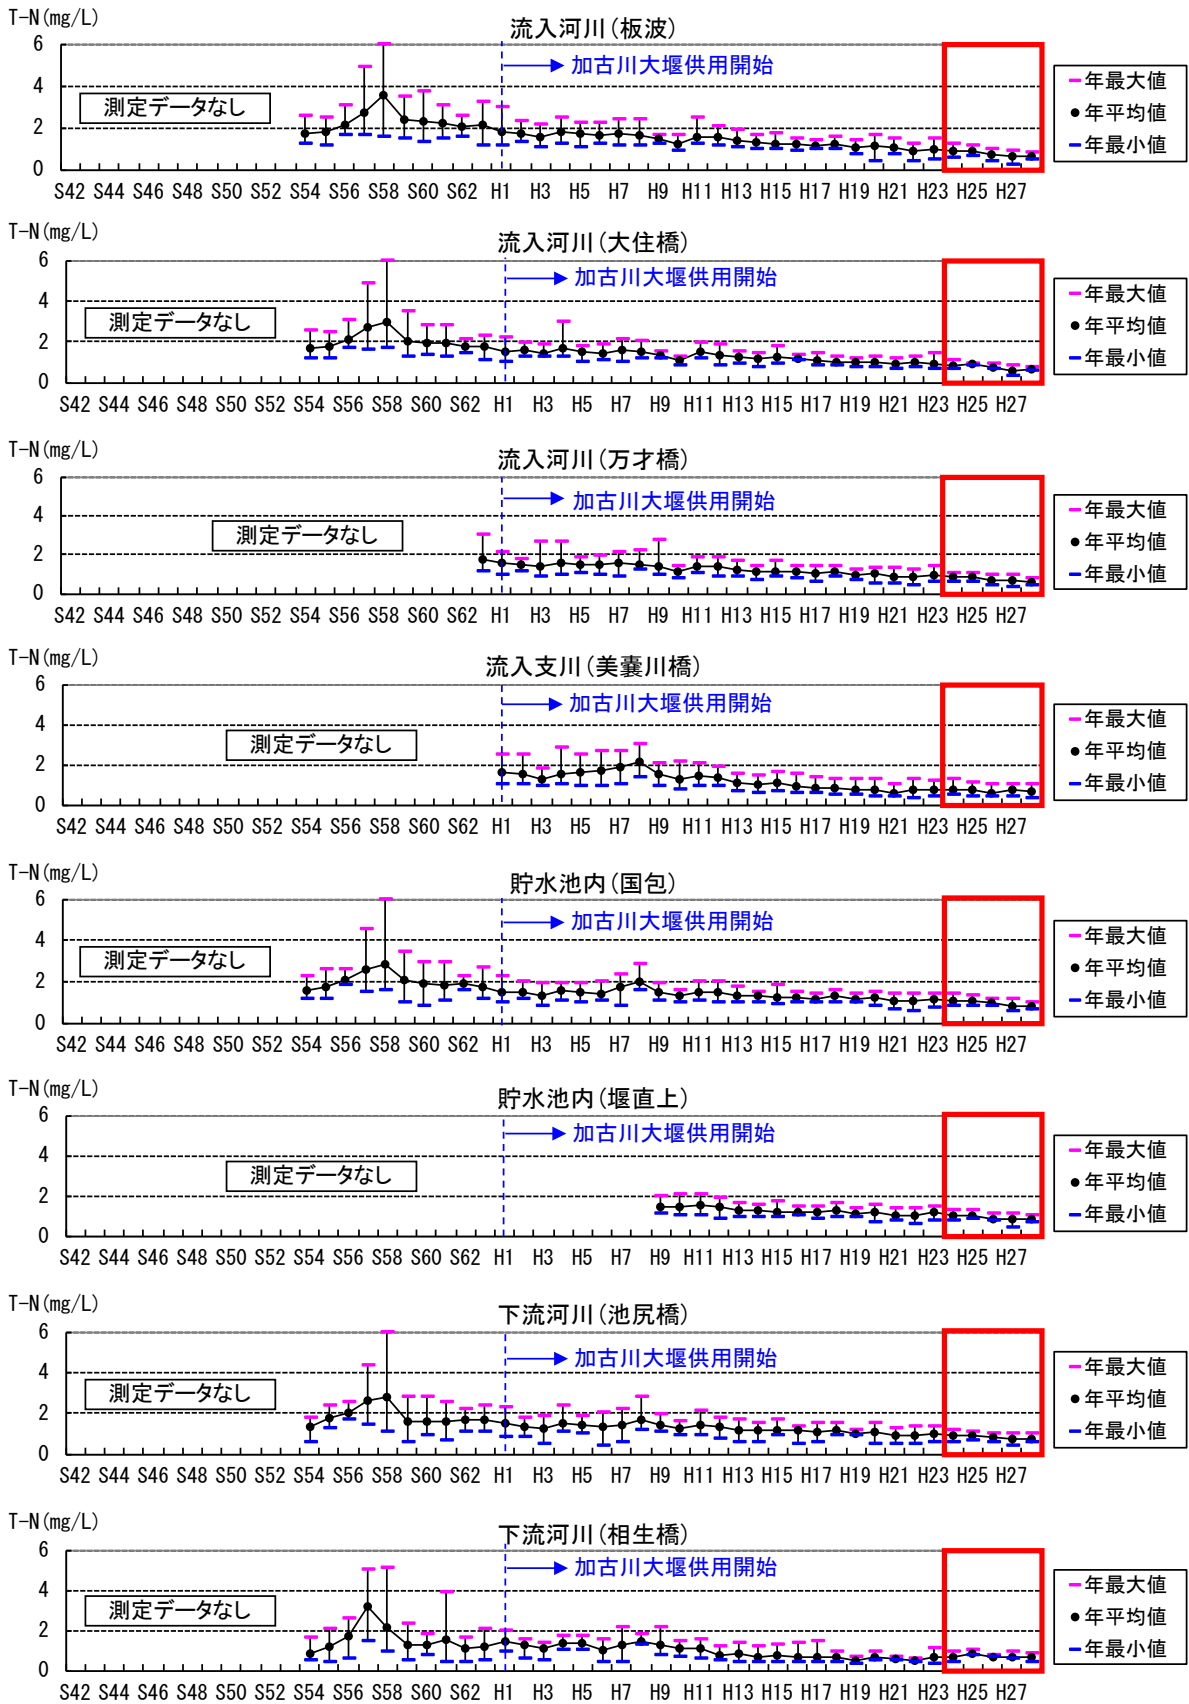 T-N(mg/L)
流入河川(板波)
6
4
2
0
加古川大堰供用開始
測定データなし
年最大値
年平均値
年最小値
S42 S44 S46 S48 S50 S52 S54 S56 S58 S60 S62 H1 H3 H5 H7 H9 H11 H13 H15 H17 H19 H21 H23 H25 H27
T-N(mg/L)
流入河川(大住橋)
6
4
2
0
加古川大堰供用開始
測定データなし
年最大値
年平均値
年最小値
S42 S44 S46 S48 S50 S52 S54 S56 S58 S60 S62 H1 H3 H5 H7 H9 H11 H13 H15 H17 H19 H21 H23 H25 H27
T-N(mg/L)
流入河川(万才橋)
6
4
2
0
加古川大堰供用開始
測定データなし
年最大値
年平均値
年最小値
S42 S44 S46 S48 S50 S52 S54 S56 S58 S60 S62 H1 H3 H5 H7 H9 H11 H13 H15 H17 H19 H21 H23 H25 H27
T-N(mg/L)
流入支川(美嚢川橋)
6
4
2
0
加古川大堰供用開始
測定データなし
年最大値
年平均値
年最小値
S42 S44 S46 S48 S50 S52 S54 S56 S58 S60 S62 H1 H3 H5 H7 H9 H11 H13 H15 H17 H19 H21 H23 H25 H27
T-N(mg/L)
貯水池内(国包)
6
4
2
0
加古川大堰供用開始
測定データなし
年最大値
年平均値
年最小値
S42 S44 S46 S48 S50 S52 S54 S56 S58 S60 S62 H1 H3 H5 H7 H9 H11 H13 H15 H17 H19 H21 H23 H25 H27
T-N(mg/L)
貯水池内(堰直上)
6
4
2
0
加古川大堰供用開始
測定データなし
年最大値
年平均値
年最小値
S42 S44 S46 S48 S50 S52 S54 S56 S58 S60 S62 H1 H3 H5 H7 H9 H11 H13 H15 H17 H19 H21 H23 H25 H27
T-N(mg/L)
下流河川(池尻橋)
6
4
2
0
加古川大堰供用開始
測定データなし
年最大値
年平均値
年最小値
S42 S44 S46 S48 S50 S52 S54 S56 S58 S60 S62 H1 H3 H5 H7 H9 H11 H13 H15 H17 H19 H21 H23 H25 H27
T-N(mg/L)
下流河川(相生橋)
6
4
2
0
加古川大堰供用開始
測定データなし
年最大値
年平均値
年最小値
S42 S44 S46 S48 S50 S52 S54 S56 S58 S60 S62 H1 H3 H5 H7 H9 H11 H13 H15 H17 H19 H21 H23 H25 H27